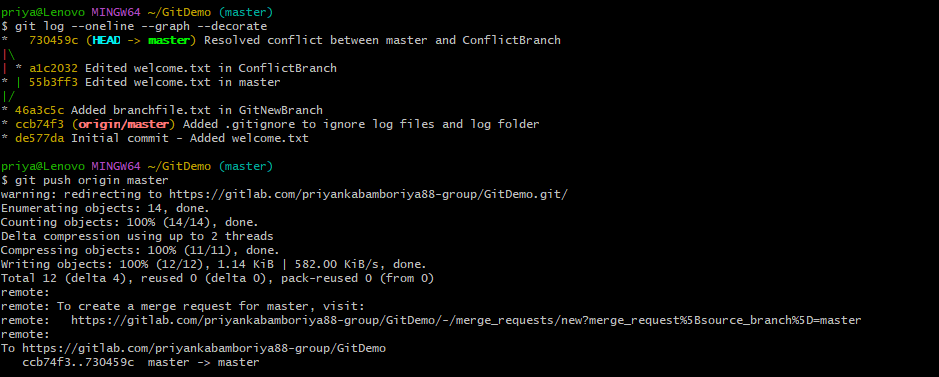 priya@Lenovo MINGW64 ~/GitDemo (master)
$ git log --oneline --graph --decorate
*   730459c (HEAD -> master) Resolved conflict between master and ConflictBranch
|\
| * a1c2032 Edited welcome.txt in ConflictBranch
* | 55b3ff3 Edited welcome.txt in master
|/
* 46a3c5c Added branchfile.txt in GitNewBranch
* ccb74f3 (origin/master) Added .gitignore to ignore log files and log folder
* de577da Initial commit - Added welcome.txt
priya@Lenovo MINGW64 ~/GitDemo (master)
$ git push origin master
warning: redirecting to https://gitlab.com/priyankabamboriya88-group/GitDemo.git/
Enumerating objects: 14, done.
Counting objects: 100% (14/14), done.
Delta compression using up to 2 threads
Compressing objects: 100% (11/11), done.
Writing objects: 100% (12/12), 1.14 KiB | 582.00 KiB/s, done.
Total 12 (delta 4), reused 0 (delta 0), pack-reused 0 (from 0)
remote:
remote: To create a merge request for master, visit:
remote:   https://gitlab.com/priyankabamboriya88-group/GitDemo/-/merge_requests/new?merge_request%5Bsource_branch%5D=master
remote:
To https://gitlab.com/priyankabamboriya88-group/GitDemo
   ccb74f3..730459c  master -> master